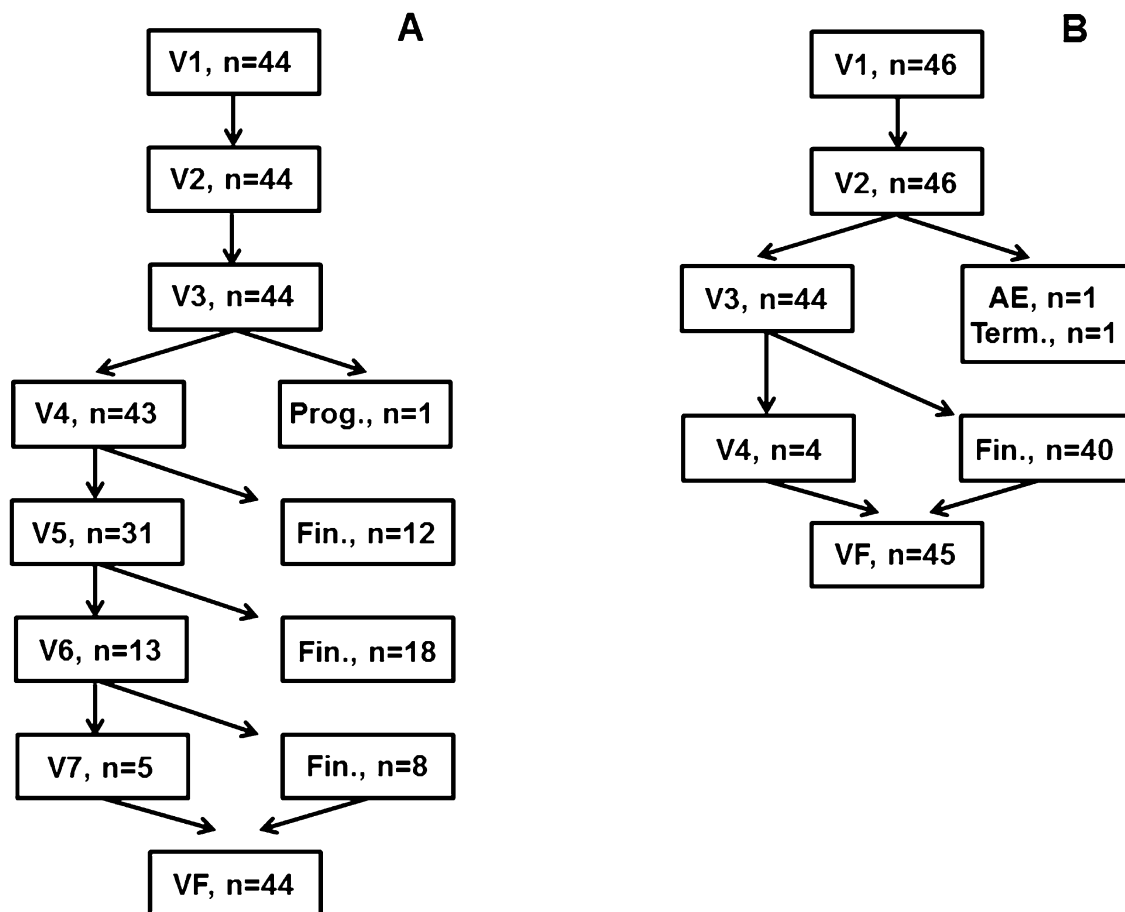 A
V1, n=44
V2, n=44
V3, n=44
V4, n=43
Prog., n=1
V5, n=31
Fin., n=12
V6, n=13
Fin., n=18
V7, n=5
Fin., n=8
VF, n=44
B
V1, n=46
V2, n=46
V3, n=44
AE, n=1
Term., n=1
V4, n=4
Fin., n=40
VF, n=45